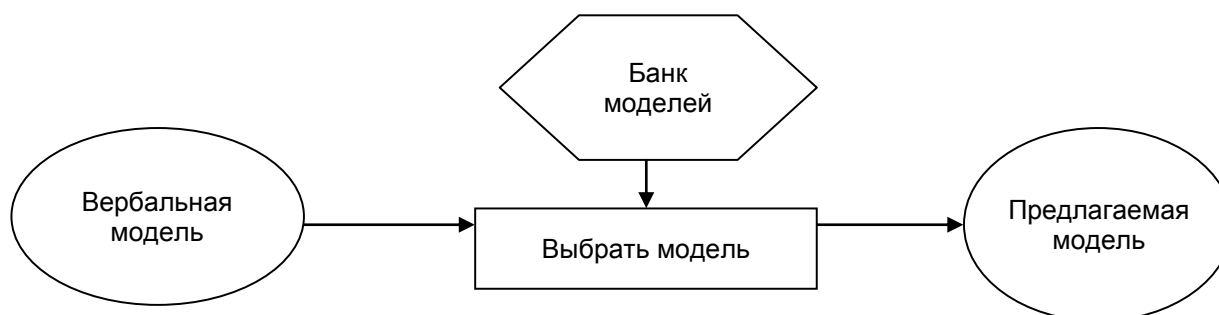 Банк
моделей
Вербальная
модель
Выбрать модель
Предлагаемая
модель